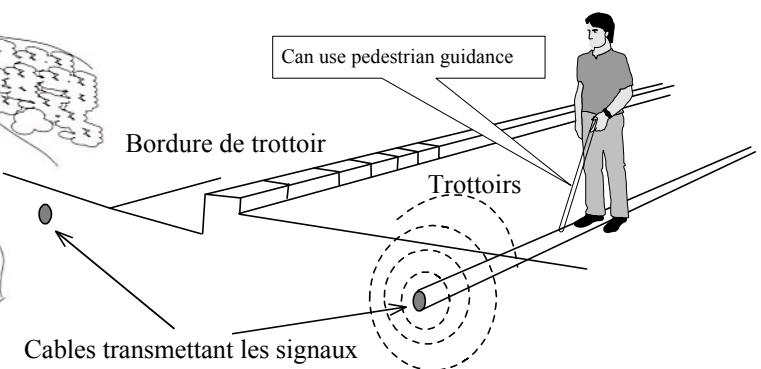 Can use pedestrian guidance
Bordure de trottoir
Trottoirs
Cables transmettant les signaux